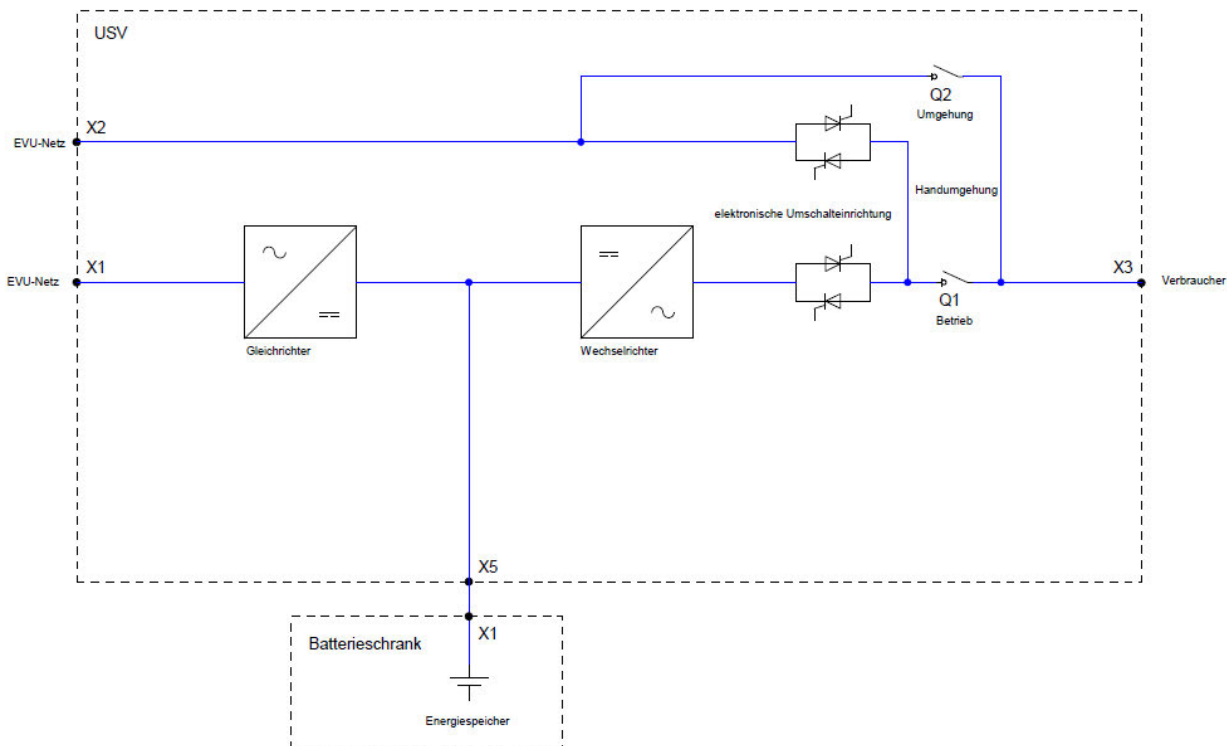 USV
Q2
Umgehung
X2
EVU-Netz
Handumgehung
elektronische Umschalteinrichtung
X1
EVU-Netz
X3
Verbraucher
Q1
Betrieb
Gleichrichter
Wechselrichter
X5
X1
Batterieschrank
Energiespeicher